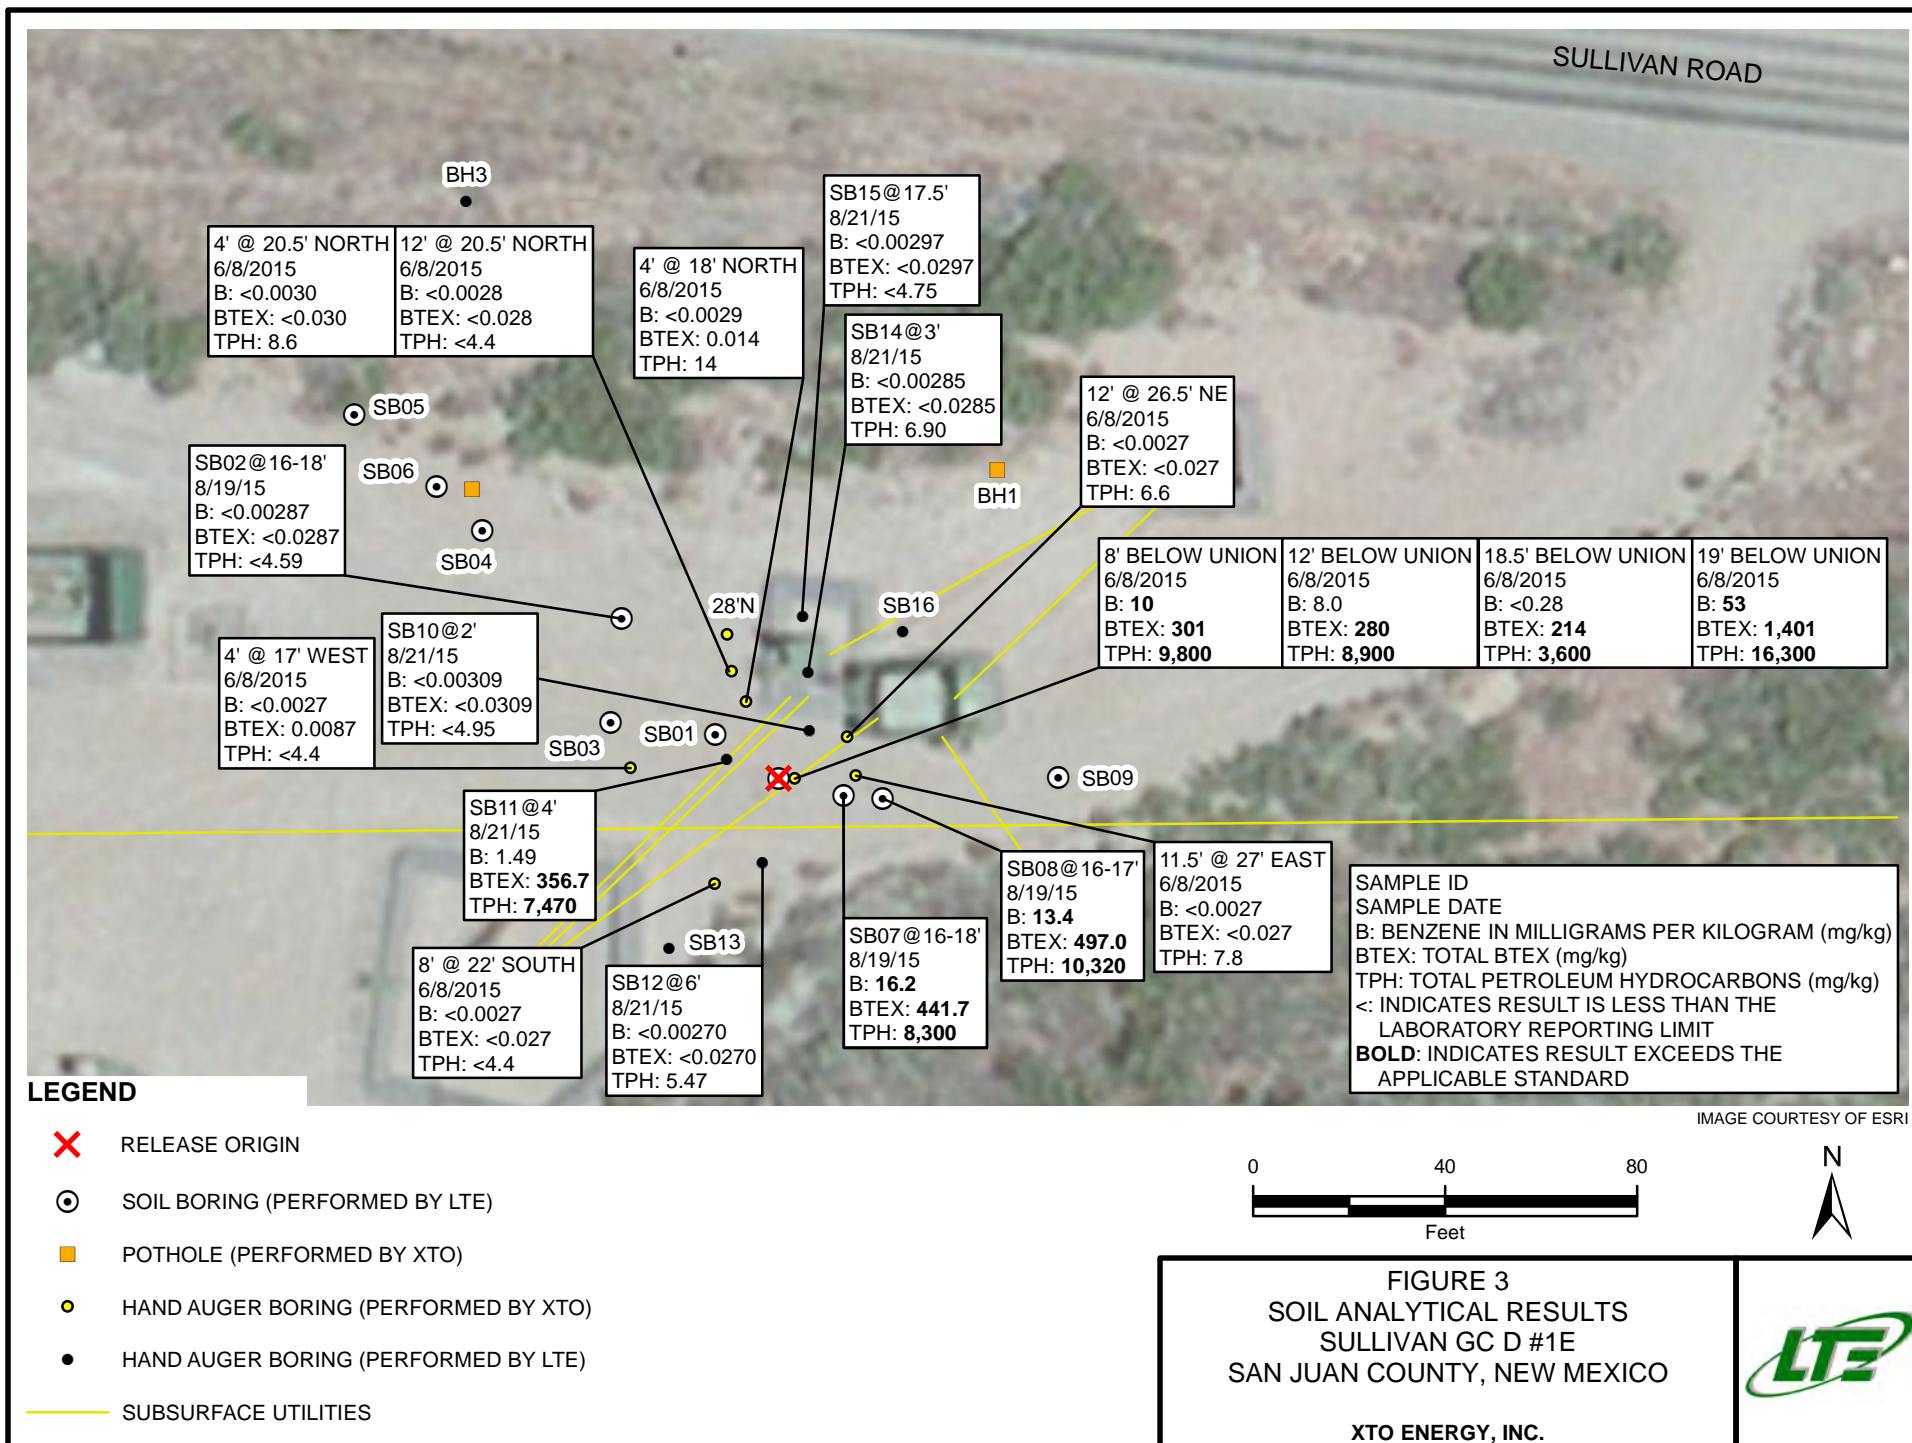 SULLIVAN ROAD
BH3
4' @ 20.5' NORTH
6/8/2015
B: <0.0030
BTEX: <0.030
TPH: 8.6
12' @ 20.5' NORTH
6/8/2015
B: <0.0028
BTEX: <0.028
TPH: <4.4
4' @ 18' NORTH
6/8/2015
B: <0.0029
BTEX: 0.014
TPH: 14
SB15@17.5'
8/21/15
B: <0.00297
BTEX: <0.0297
TPH: <4.75
SB14@3'
8/21/15
B: <0.00285
BTEX: <0.0285
TPH: 6.90
12' @ 26.5' NE
6/8/2015
B: <0.0027
BTEX: <0.027
TPH: 6.6
SB05
SB06
SB04
BH1
SB02@16-18'
8/19/15
B: <0.00287
BTEX: <0.0287
TPH: <4.59
8' BELOW UNION
6/8/2015
B: 10
BTEX: 301
TPH: 9,800
12' BELOW UNION
6/8/2015
B: 8.0
BTEX: 280
TPH: 8,900
18.5' BELOW UNION
6/8/2015
B: <0.28
BTEX: 214
TPH: 3,600
19' BELOW UNION
6/8/2015
B: 53
BTEX: 1,401
TPH: 16,300
28'N
SB16
4' @ 17' WEST
6/8/2015
B: <0.0027
BTEX: 0.0087
TPH: <4.4
SB10@2'
8/21/15
B: <0.00309
BTEX: <0.0309
TPH: <4.95
SB03
SB01
SB09
SB11@4'
8/21/15
B: 1.49
BTEX: 356.7
TPH: 7,470
8' @ 22' SOUTH
6/8/2015
B: <0.0027
BTEX: <0.027
TPH: <4.4
SB13
SB12@6'
8/21/15
B: <0.00270
BTEX: <0.0270
TPH: 5.47
SB07@16-18'
8/19/15
B: 16.2
BTEX: 441.7
TPH: 8,300
SB08@16-17'
8/19/15
B: 13.4
BTEX: 497.0
TPH: 10,320
11.5' @ 27' EAST
6/8/2015
B: <0.0027
BTEX: <0.027
TPH: 7.8
SAMPLE ID
SAMPLE DATE
B: BENZENE IN MILLIGRAMS PER KILOGRAM (mg/kg)
BTEX: TOTAL BTEX (mg/kg)
TPH: TOTAL PETROLEUM HYDROCARBONS (mg/kg)
<: INDICATES RESULT IS LESS THAN THE
LABORATORY REPORTING LIMIT
BOLD: INDICATES RESULT EXCEEDS THE
APPLICABLE STANDARD
IMAGE COURTESY OF ESRI
LEGEND
RELEASE ORIGIN
SOIL BORING (PERFORMED BY LTE)
POTHOLE (PERFORMED BY XTO)
HAND AUGER BORING (PERFORMED BY XTO)
HAND AUGER BORING (PERFORMED BY LTE)
SUBSURFACE UTILITIES
0 40 80
Feet
N
FIGURE 3
SOIL ANALYTICAL RESULTS
SULLIVAN GC D #1E
SAN JUAN COUNTY, NEW MEXICO
XTO ENERGY, INC.
LTE